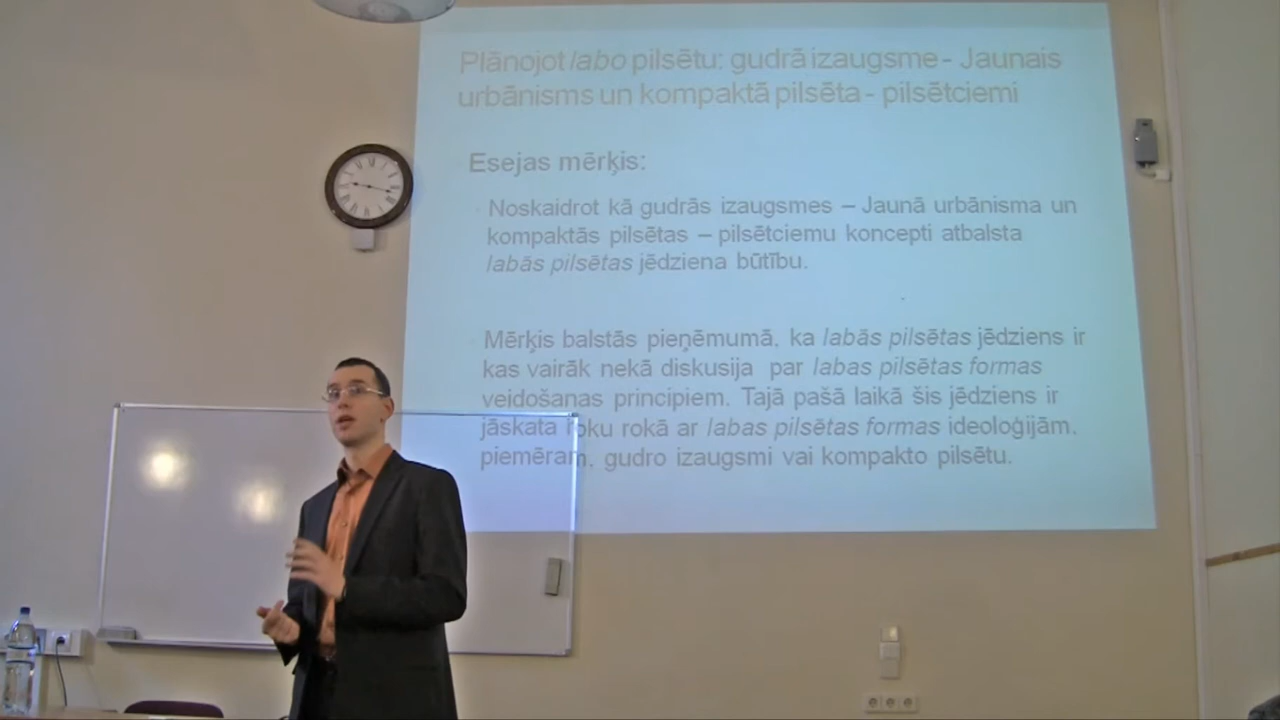 Plānojot labo pilsētu: gudrā izaugsme - Jaunais
urbānisms un kompaktā pilsēta - pilsētciemi
Esejas mērķis:
Noskaidrot kā gudrās izaugsmes – Jaunā urbānisma un
kompaktās pilsētas – pilsētciemu koncepti atbalsta
labās pilsētas jēdziena būtību.
Mērķis balstās pieņēmumā, ka labās pilsētas jēdziens ir
kas vairāk nekā diskusija par labas pilsētas formas
veidošanas principiem. Tajā pašā laikā šis jēdziens ir
jāskata roku rokā ar labas pilsētas formas ideoloģijām.
piemēram, gudro izaugsmi vai kompakto pilsētu.